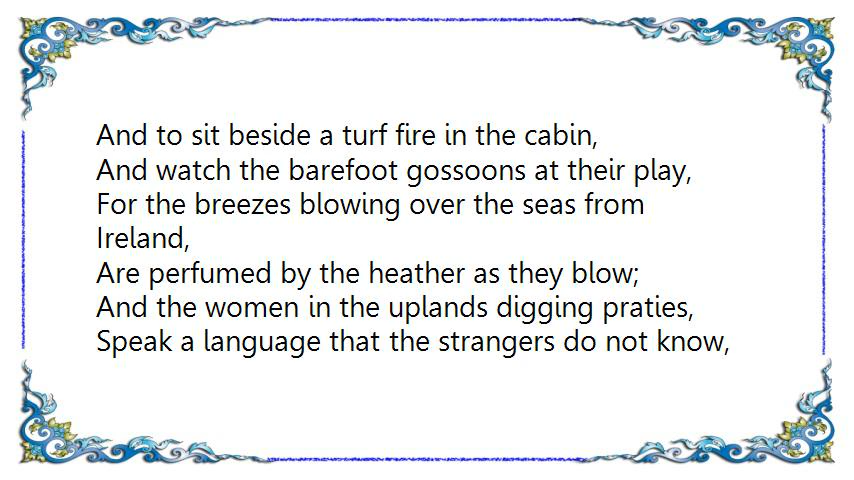 And to sit beside a turf fire in the cabin,
And watch the barefoot gossoons at their play,
For the breezes blowing over the seas from
Ireland,
Are perfumed by the heather as they blow;
And the women in the uplands digging praties,
Speak a language that the strangers do not know,